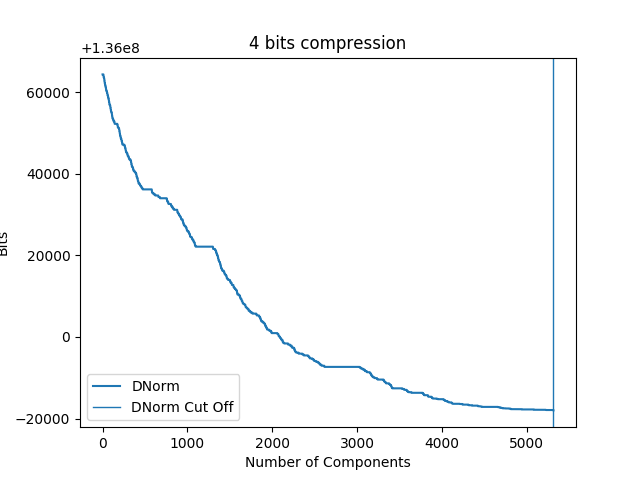 4 bits compression
+1.36e8
60000
40000
20000
0
−20000
Bits
DNorm
DNorm Cut Off
0 1000 2000 3000 4000 5000
Number of Components